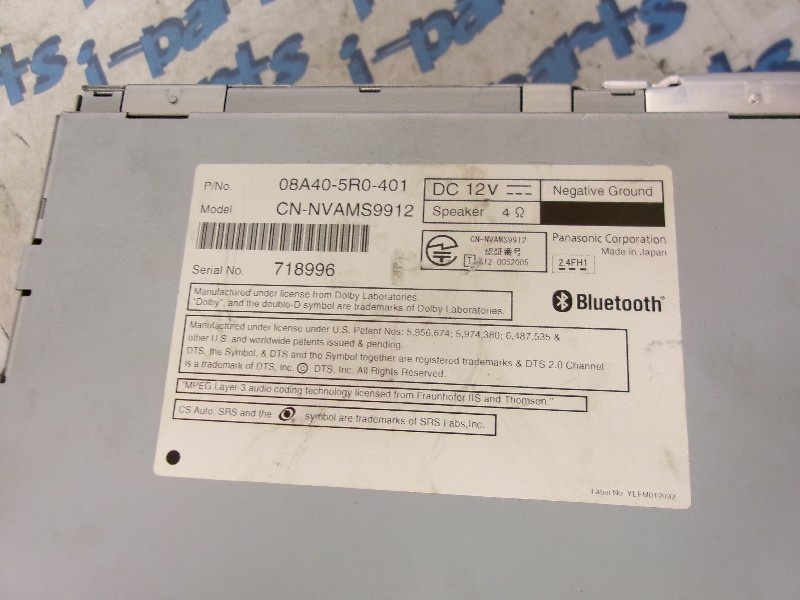 i-parts
i-parts
P/No. 08A40-5R0-401
Model CN-NVAMS9912
Serial No. 718996
DC 12V
Negative Ground
Speaker 4 Ω
CN-NVAMS9912
認証番号
T 12 0052005
Panasonic Corporation
Made in Japan
2.4FH1
Bluetooth®
Manufactured under license from Dolby Laboratories.
"Dolby", and the double-D symbol are trademarks of Dolby Laboratories.
Manufactured under license under U.S. Patent Nos: 5,956,674; 5,974,380; 6,487,535 &
other U.S. and worldwide patents issued & pending.
DTS, the Symbol, & DTS and the Symbol together are registered trademarks & DTS 2.0 Channel
is a trademark of DTS, Inc. © DTS, Inc. All Rights Reserved.
"MPEG Layer 3 audio coding technology licensed from Fraunhofer IIS and Thomson."
CS Auto, SRS and the symbol are trademarks of SRS Labs,Inc.
Label No.